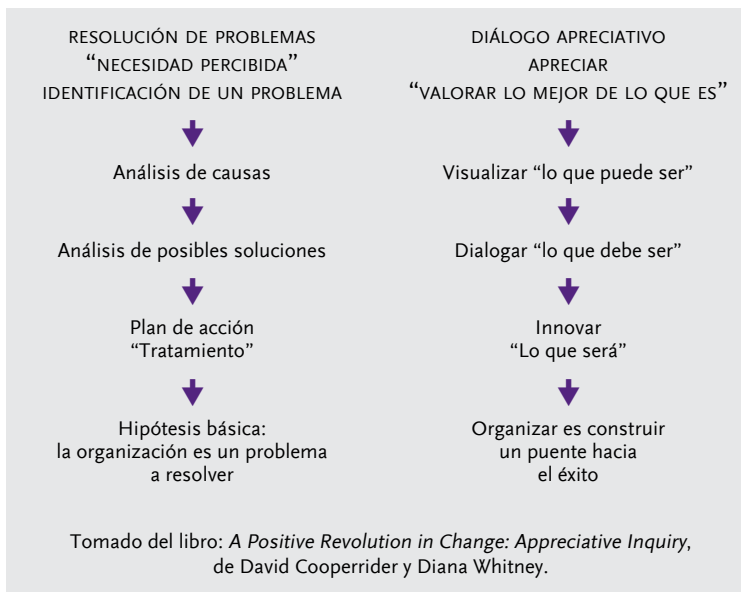 RESOLUCIÓN DE PROBLEMAS
“NECESIDAD PERCIBIDA”
IDENTIFICACIÓN DE UN PROBLEMA
Análisis de causas
Análisis de posibles soluciones
Plan de acción
“Tratamiento”
Hipótesis básica:
la organización es un problema
a resolver
DIÁLOGO APRECIATIVO
APRECIAR
“VALORAR LO MEJOR DE LO QUE ES”
Visualizar “lo que puede ser”
Dialogar “lo que debe ser”
Innovar
“Lo que será”
Organizar es construir
un puente hacia
el éxito
Tomado del libro: A Positive Revolution in Change: Appreciative Inquiry,
de David Cooperrider y Diana Whitney.